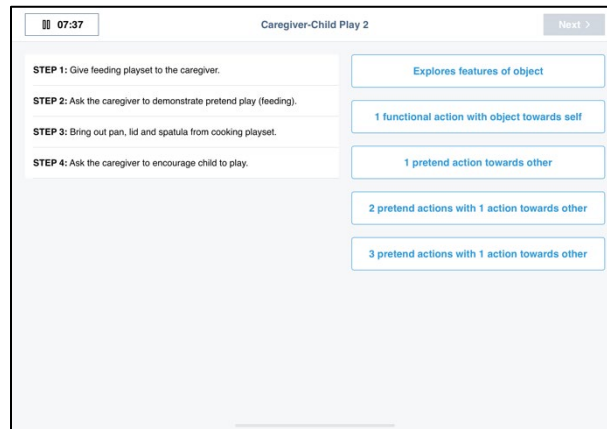 07:37
Caregiver-Child Play 2
Next >
STEP 1: Give feeding playset to the caregiver.
STEP 2: Ask the caregiver to demonstrate pretend play (feeding).
STEP 3: Bring out pan, lid and spatula from cooking playset.
STEP 4: Ask the caregiver to encourage child to play.
Explores features of object
1 functional action with object towards self
1 pretend action towards other
2 pretend actions with 1 action towards other
3 pretend actions with 1 action towards other